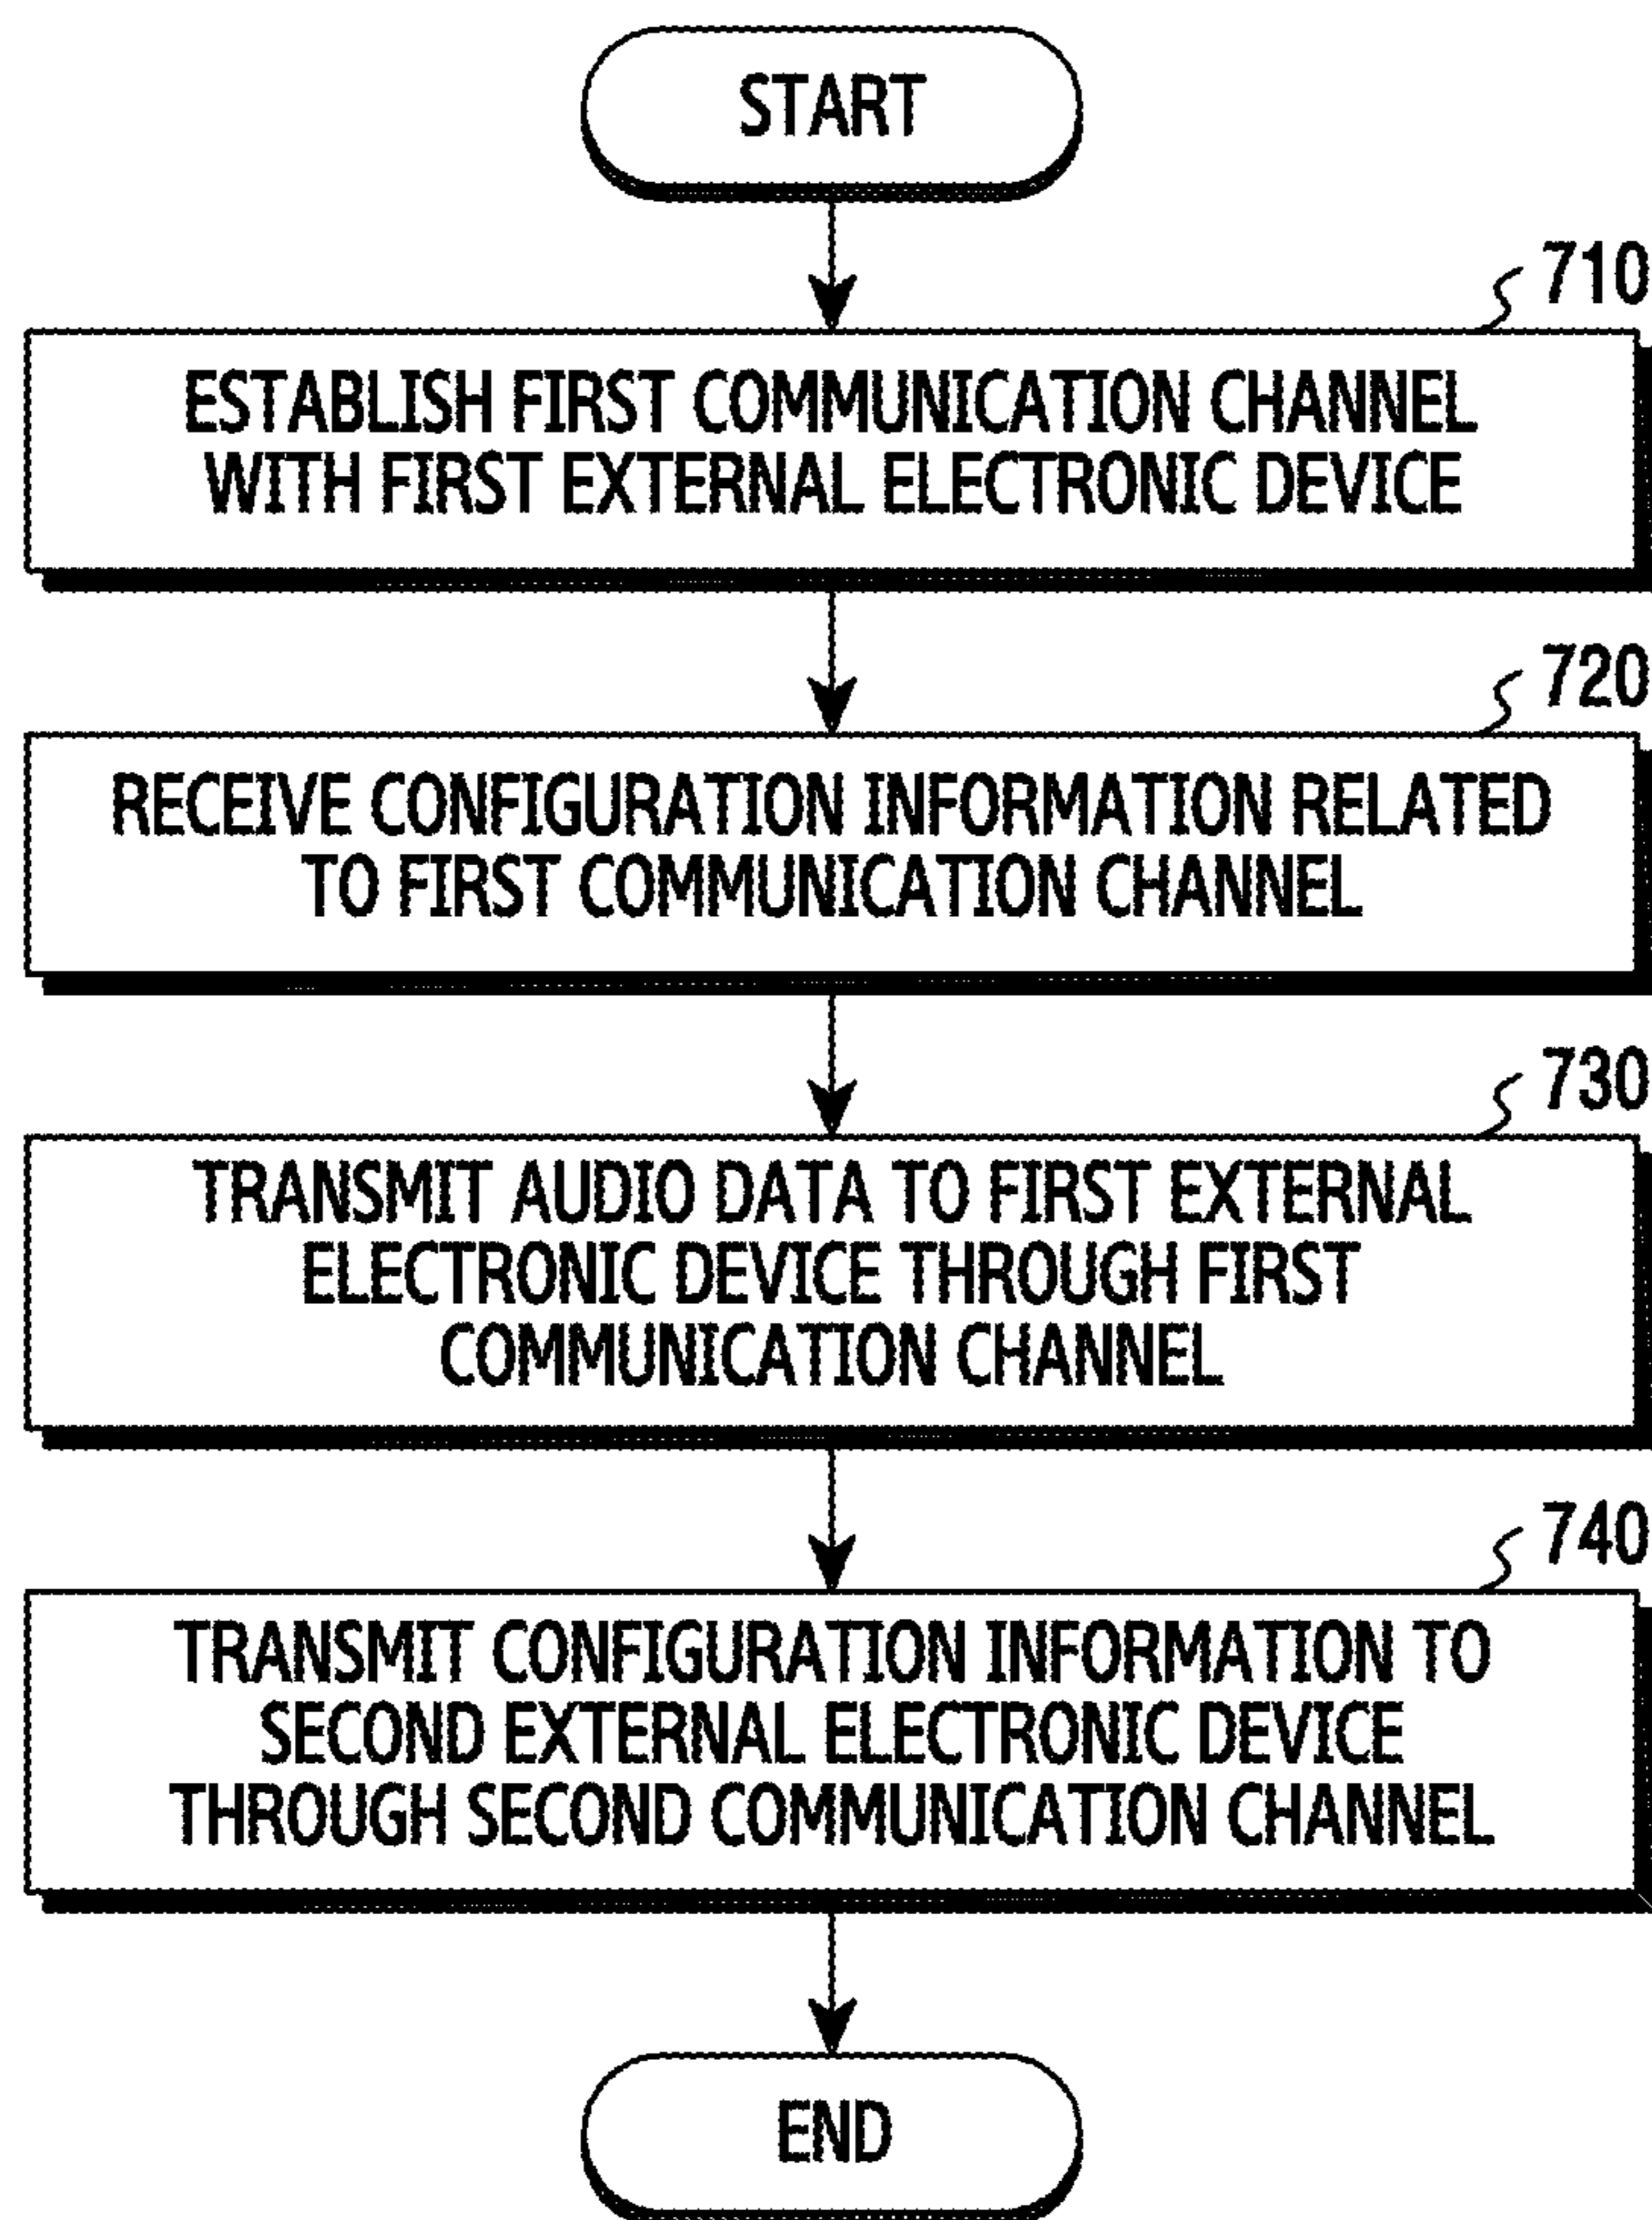 START
710
ESTABLISH FIRST COMMUNICATION CHANNEL
WITH FIRST EXTERNAL ELECTRONIC DEVICE
720
RECEIVE CONFIGURATION INFORMATION RELATED
TO FIRST COMMUNICATION CHANNEL
730
TRANSMIT AUDIO DATA TO FIRST EXTERNAL
ELECTRONIC DEVICE THROUGH FIRST
COMMUNICATION CHANNEL
740
TRANSMIT CONFIGURATION INFORMATION TO
SECOND EXTERNAL ELECTRONIC DEVICE
THROUGH SECOND COMMUNICATION CHANNEL
END